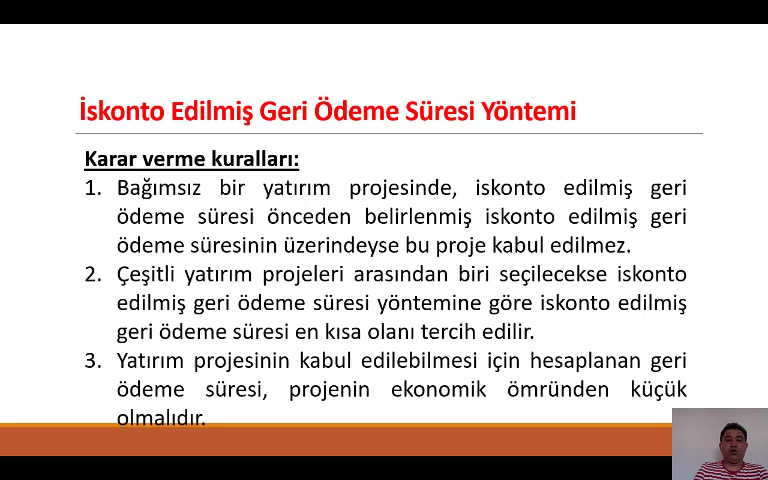 İskonto Edilmiş Geri Ödeme Süresi Yöntemi
Karar verme kuralları:
1. Bağımsız bir yatırım projesinde, iskonto edilmiş geri
ödeme süresi önceden belirlenmiş iskonto edilmiş geri
ödeme süresinin üzerindeyse bu proje kabul edilmez.
2. Çeşitli yatırım projeleri arasından biri seçilecekse iskonto
edilmiş geri ödeme süresi yöntemine göre iskonto edilmiş
geri ödeme süresi en kısa olanı tercih edilir.
3. Yatırım projesinin kabul edilebilmesi için hesaplanan geri
ödeme süresi, projenin ekonomik ömründen küçük
olmalıdır.